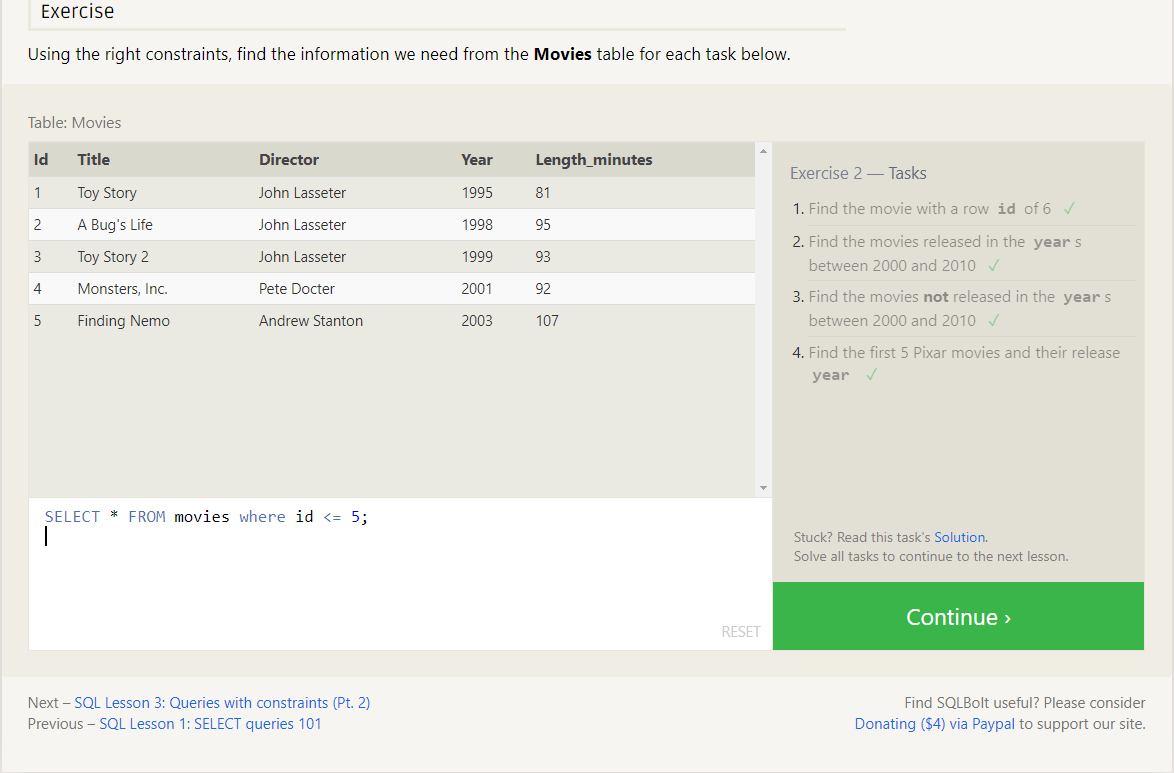 Exercise
Using the right constraints, find the information we need from the Movies table for each task below.
Table: Movies
Id Title Director Year Length_minutes
1 Toy Story John Lasseter 1995 81
2 A Bug's Life John Lasseter 1998 95
3 Toy Story 2 John Lasseter 1999 93
4 Monsters, Inc. Pete Docter 2001 92
5 Finding Nemo Andrew Stanton 2003 107
SELECT * FROM movies where id <= 5;
RESET
Exercise 2 — Tasks
1. Find the movie with a row id of 6 ✓
2. Find the movies released in the year s
between 2000 and 2010 ✓
3. Find the movies not released in the year s
between 2000 and 2010 ✓
4. Find the first 5 Pixar movies and their release
year ✓
Stuck? Read this task's Solution.
Solve all tasks to continue to the next lesson.
Continue ›
Next – SQL Lesson 3: Queries with constraints (Pt. 2)
Previous – SQL Lesson 1: SELECT queries 101
Find SQLBolt useful? Please consider
Donating ($4) via Paypal to support our site.